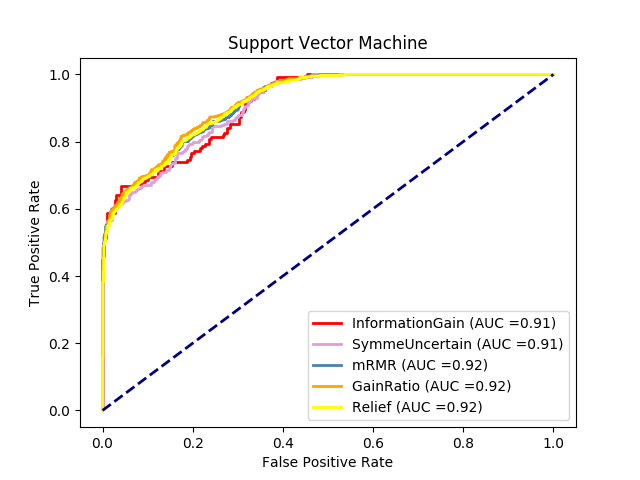 Support Vector Machine
True Positive Rate
1.0
0.8
0.6
0.4
0.2
0.0
InformationGain (AUC =0.91)
SymmeUncertain (AUC =0.91)
mRMR (AUC =0.92)
GainRatio (AUC =0.92)
Relief (AUC =0.92)
0.0 0.2 0.4 0.6 0.8 1.0
False Positive Rate